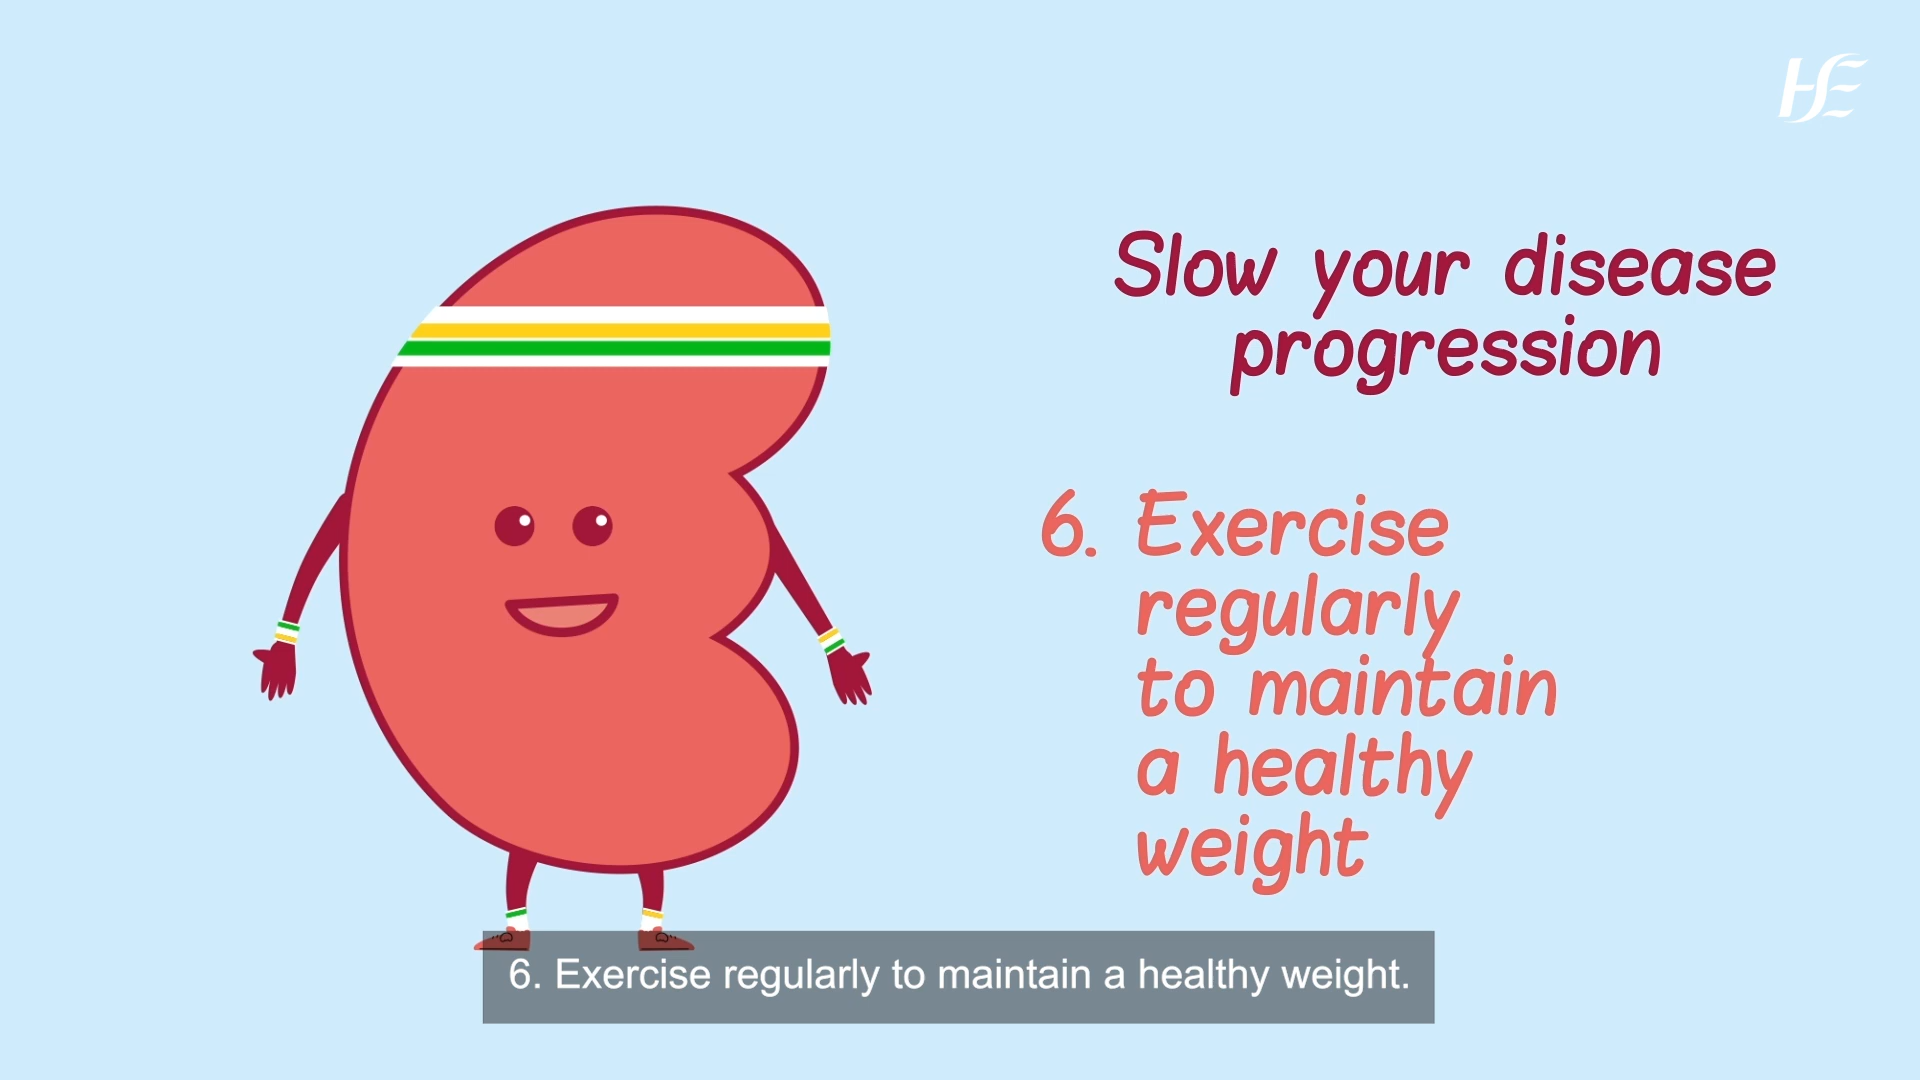 HSE
Slow your disease
progression
6. Exercise
regularly
to maintain
a healthy
weight
6. Exercise regularly to maintain a healthy weight.